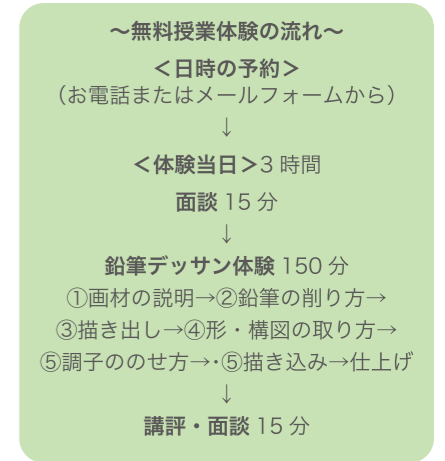 ～無料授業体験の流れ～
＜日時の予約＞
（お電話またはメールフォームから）
↓
＜体験当日＞3 時間
面談 15 分
↓
鉛筆デッサン体験 150 分
①画材の説明→②鉛筆の削り方→
③描き出し→④形・構図の取り方→
⑤調子ののせ方→･⑤描き込み→仕上げ
↓
講評・面談 15 分